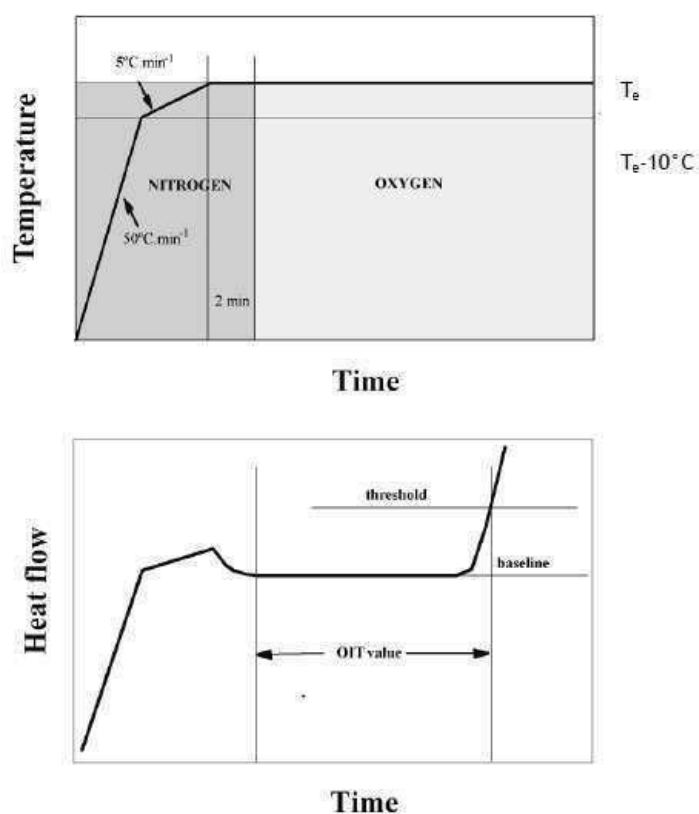 5°C min⁻¹
Tₑ
Tₑ-10°C
Temperature
NITROGEN
OXYGEN
50°C.min⁻¹
2 min
Time
threshold
baseline
Heat flow
OIT value
Time